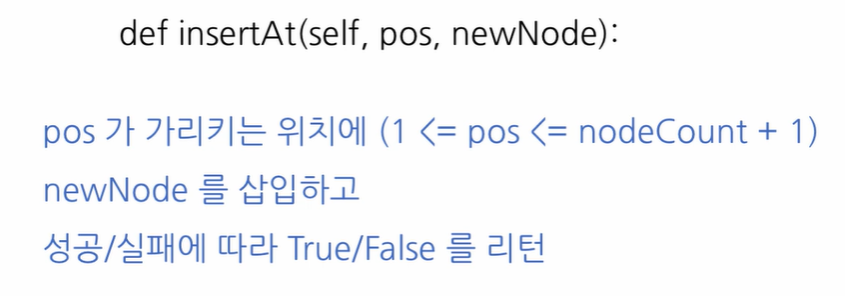 def insertAt(self, pos, newNode):
pos 가 가리키는 위치에 (1 <= pos <= nodeCount + 1)
newNode 를 삽입하고
성공/실패에 따라 True/False 를 리턴